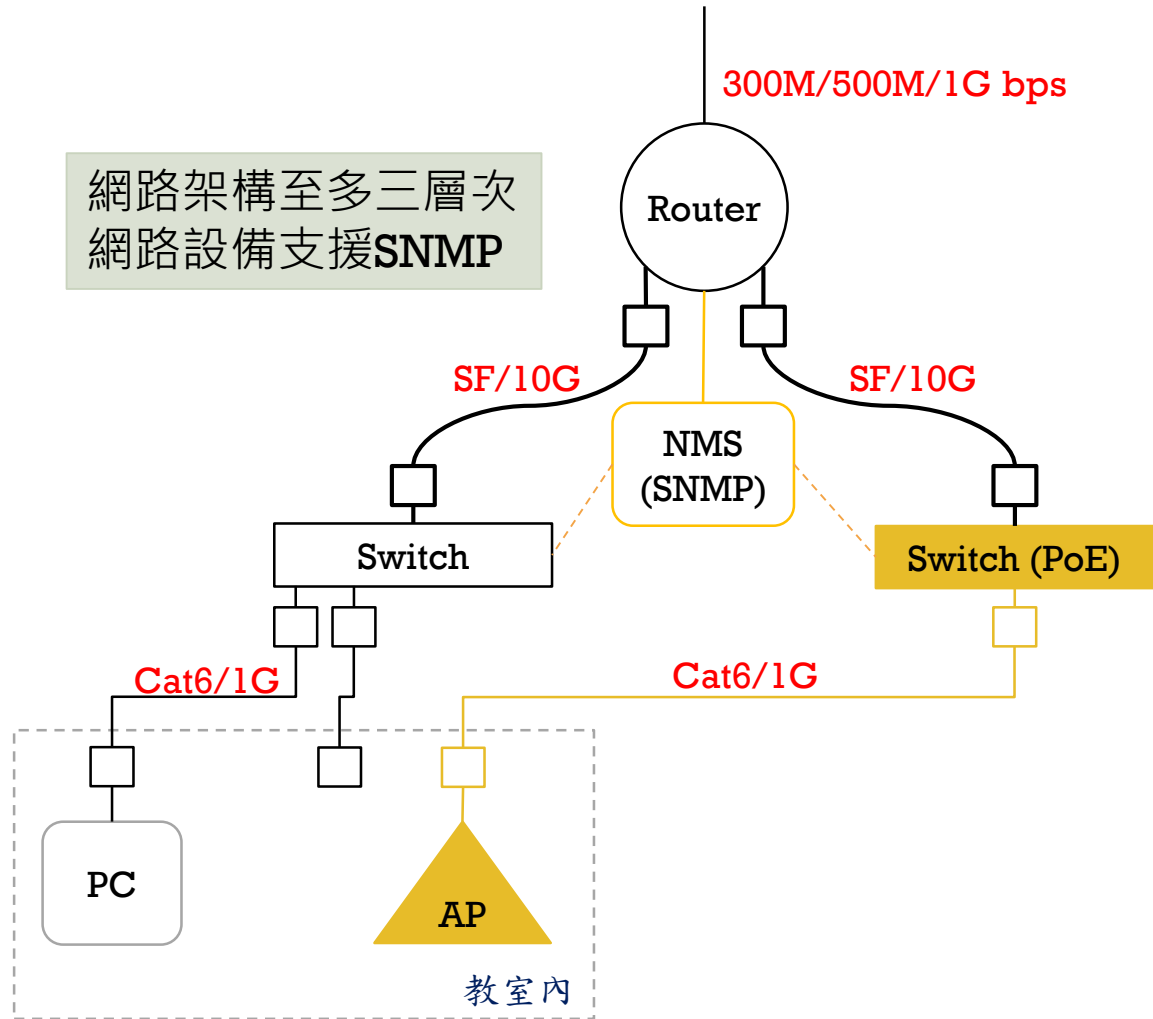 300M/500M/1G bps
網路架構至多三層次
網路設備支援SNMP
Router
SF/10G
SF/10G
NMS
(SNMP)
Switch
Switch (PoE)
Cat6/1G
Cat6/1G
PC
AP
教室內